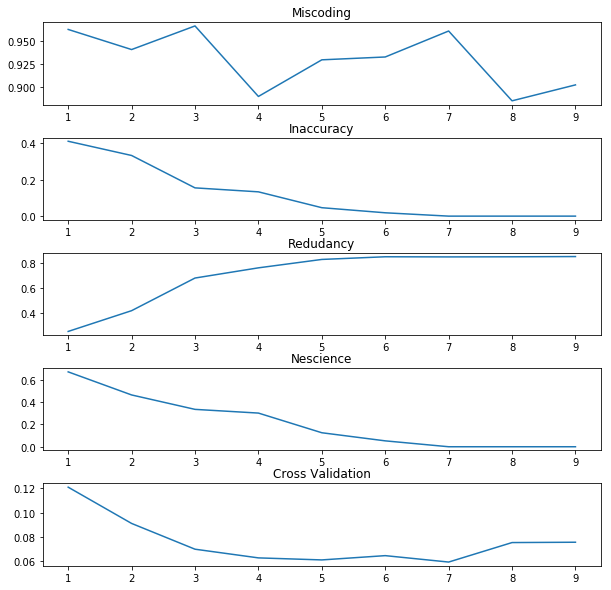 Miscoding
0.950
0.925
0.900
1 2 3 4 5 6 7 8 9
Inaccuracy
0.4
0.2
0.0
1 2 3 4 5 6 7 8 9
Redudancy
0.8
0.6
0.4
1 2 3 4 5 6 7 8 9
Nescience
0.6
0.4
0.2
0.0
1 2 3 4 5 6 7 8 9
Cross Validation
0.12
0.10
0.08
0.06
1 2 3 4 5 6 7 8 9